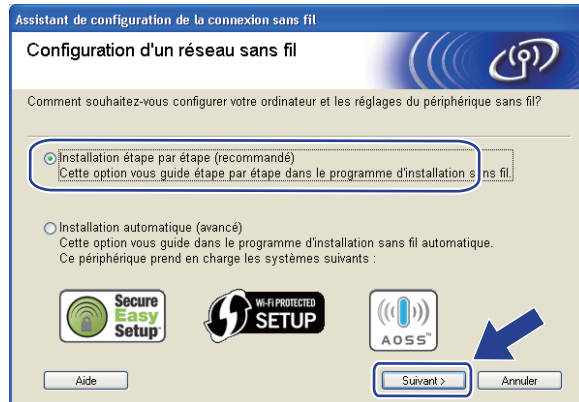 Assistant de configuration de la connexion sans fil
Configuration d'un réseau sans fil
Comment souhaitez-vous configurer votre ordinateur et les réglages du périphérique sans fil?
Installation étape par étape (recommandé)
Cette option vous guide étape par étape dans le programme d'installation sans fil.
Installation automatique (avancé)
Cette option vous guide dans le programme d'installation sans fil automatique.
Ce périphérique prend en charge les systèmes suivants :
Secure
Easy
Setup™
WI-FI PROTECTED
SETUP
AOSS™
Aide
Suivant >
Annuler